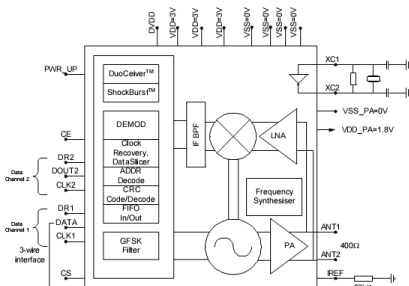 DVDD
VDD=3V
VDD=3V
VDD=3V
VSS=0V
VSS=0V
VSS=0V
VSS=0V
PWR_UP
DuoCeiver™
ShockBurst™
XC1
XC2
VSS_PA=0V
VDD_PA=1.8V
DEMOD
Clock
Recovery,
DataSlicer
ADDR
Decode
CRC
Code/Decode
FIFO
In/Out
GFSK
Filter
IF BPF
LNA
Frequency
Synthesiser
PA
ANT1
400Ω
ANT2
IREF
CE
Data
Channel 2
DR2
DOUT2
CLK2
Data
Channel 1
DR1
DATA
CLK1
3-wire
interface
CS